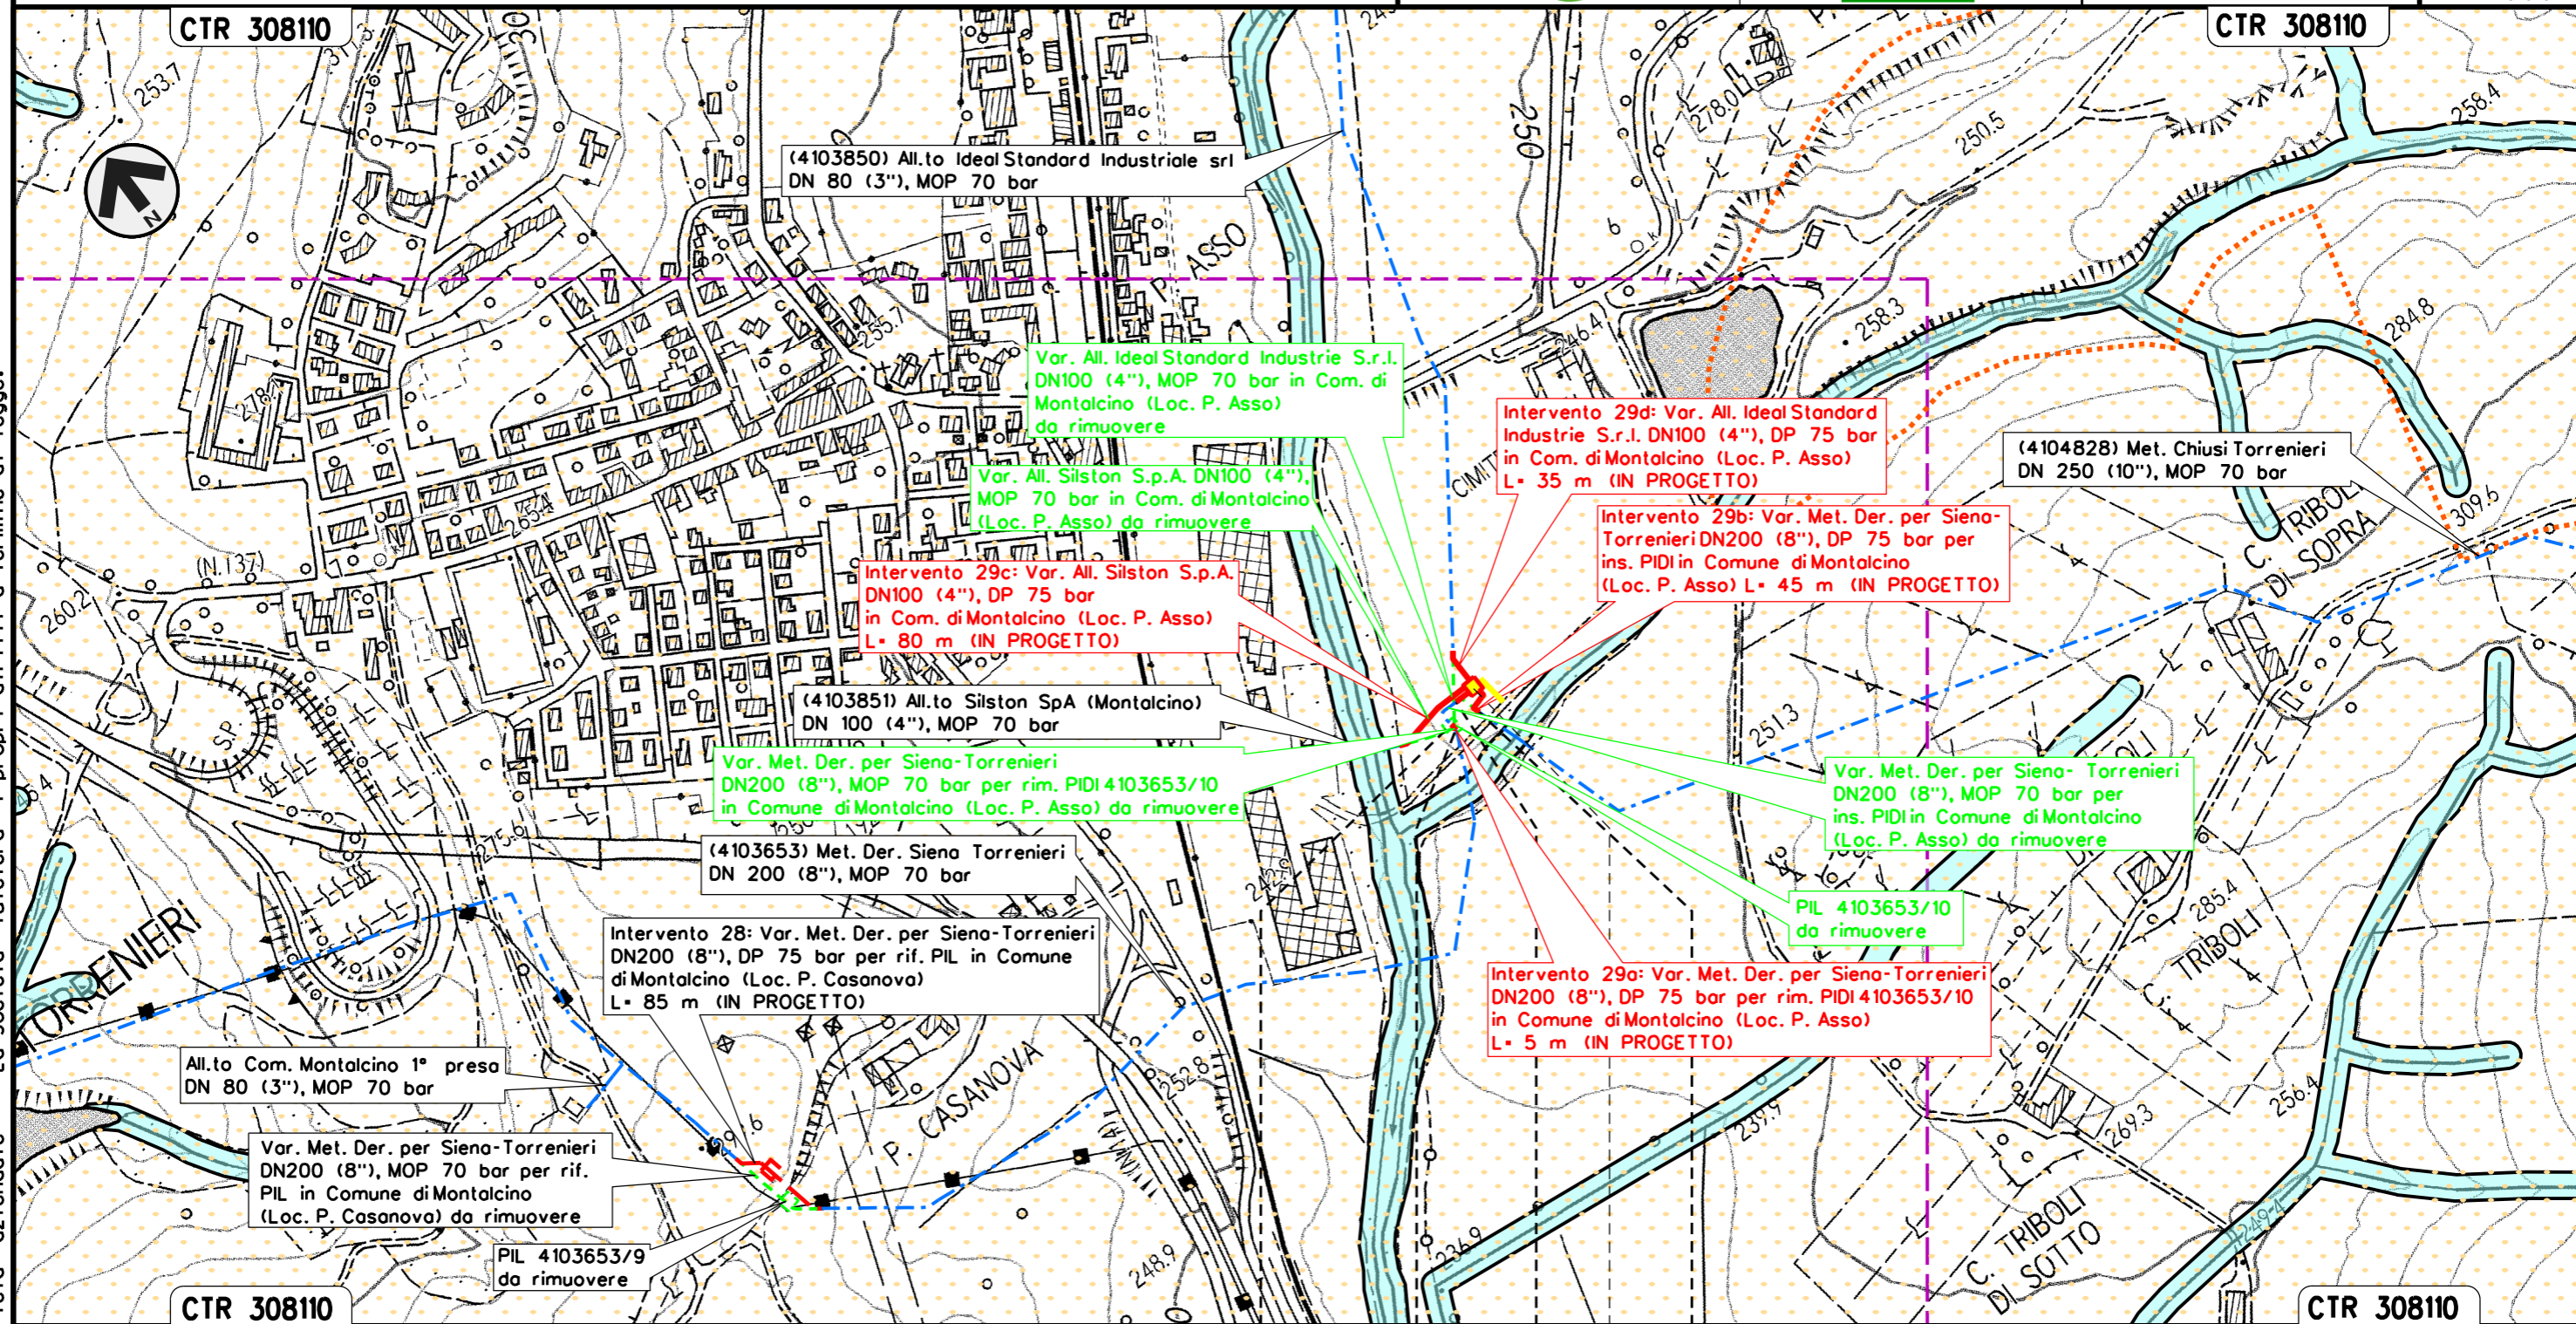 CTR 308110
CTR 308110
253.7
N
(4103850) All.to Ideal Standard Industriale srl
DN 80 (3"), MOP 70 bar
250
278.0
250.5
258.4
P. ASSO
255.7
246.4
258.3
284.8
Var. All. Ideal Standard Industrie S.r.l.
DN100 (4"), MOP 70 bar in Com. di
Montalcino (Loc. P. Asso)
da rimuovere
Intervento 29d: Var. All. Ideal Standard
Industrie S.r.l. DN100 (4"), DP 75 bar
in Com. di Montalcino (Loc. P. Asso)
L= 35 m (IN PROGETTO)
(4104828) Met. Chiusi Torrenieri
DN 250 (10"), MOP 70 bar
Var. All. Silston S.p.A. DN100 (4"),
MOP 70 bar in Com. di Montalcino
(Loc. P. Asso) da rimuovere
Intervento 29b: Var. Met. Der. per Siena-
Torrenieri DN200 (8"), DP 75 bar per
ins. PIDI in Comune di Montalcino
(Loc. P. Asso) L= 45 m (IN PROGETTO)
265.4
309.6
C. TRIBOLI
DI SOPRA
(N.137)
260.2
Intervento 29c: Var. All. Silston S.p.A.
DN100 (4"), DP 75 bar
in Com. di Montalcino (Loc. P. Asso)
L= 80 m (IN PROGETTO)
SP
(4103851) All.to Silston SpA (Montalcino)
DN 100 (4"), MOP 70 bar
251.3
Var. Met. Der. per Siena-Torrenieri
DN200 (8"), MOP 70 bar per rim. PIDI 4103653/10
in Comune di Montalcino (Loc. P. Asso) da rimuovere
Var. Met. Der. per Siena- Torrenieri
DN200 (8"), MOP 70 bar per
ins. PIDI in Comune di Montalcino
(Loc. P. Asso) da rimuovere
275.6
(4103653) Met. Der. Siena Torrenieri
DN 200 (8"), MOP 70 bar
PIL 4103653/10
da rimuovere
285.4
TRIBOLI
TORRENIERI
Intervento 28: Var. Met. Der. per Siena-Torrenieri
DN200 (8"), DP 75 bar per rif. PIL in Comune
di Montalcino (Loc. P. Casanova)
L= 85 m (IN PROGETTO)
Intervento 29a: Var. Met. Der. per Siena-Torrenieri
DN200 (8"), DP 75 bar per rim. PIDI 4103653/10
in Comune di Montalcino (Loc. P. Asso)
L= 5 m (IN PROGETTO)
All.to Com. Montalcino 1° presa
DN 80 (3"), MOP 70 bar
P. CASANOVA
252.8
239.9
256.4
269.3
Var. Met. Der. per Siena-Torrenieri
DN200 (8"), MOP 70 bar per rif.
PIL in Comune di Montalcino
(Loc. P. Casanova) da rimuovere
PIL 4103653/9
da rimuovere
248.9
236.9
249.4
C. TRIBOLI
DI SOTTO
CTR 308110
CTR 308110